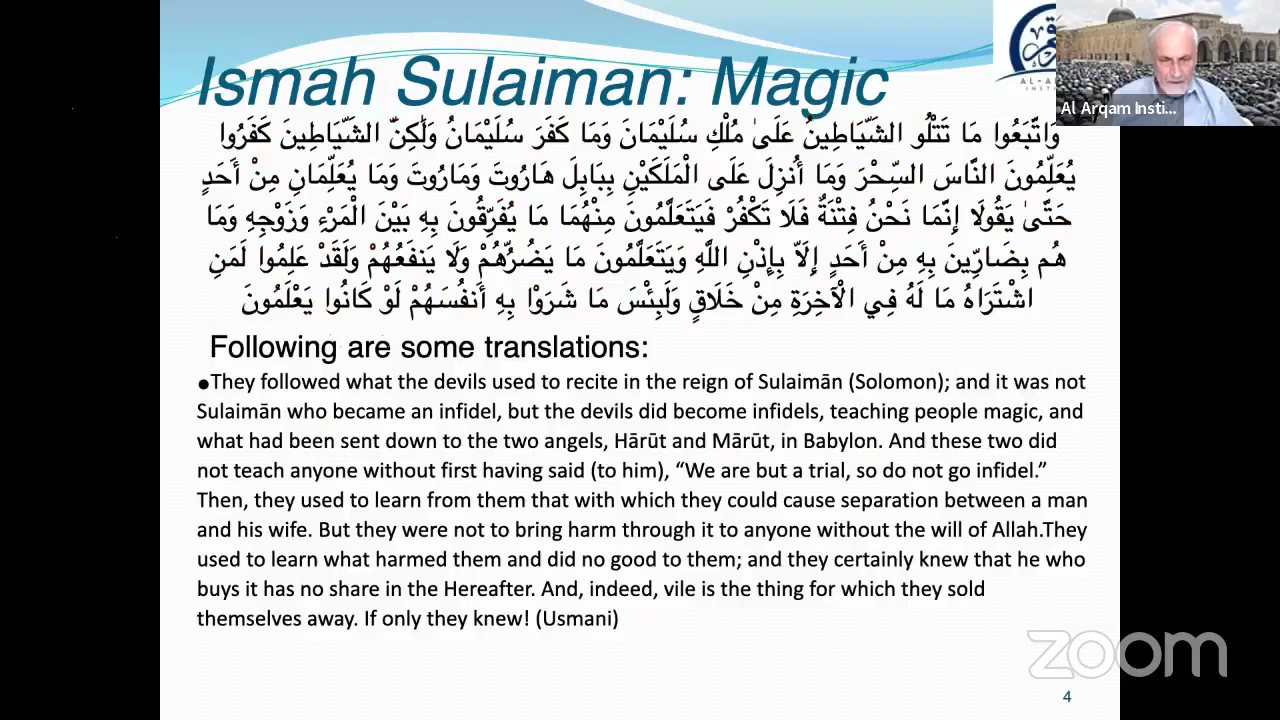 Ismah Sulaiman: Magic
Al Arqam Insti...
وَاتَّبَعُوا مَا تَتْلُو الشَّيَاطِينُ عَلَىٰ مُلْكِ سُلَيْمَانَ وَمَا كَفَرَ سُلَيْمَانُ وَلَٰكِنَّ الشَّيَاطِينَ كَفَرُوا
يُعَلِّمُونَ النَّاسَ السِّحْرَ وَمَا أُنزِلَ عَلَى الْمَلَكَيْنِ بِبَابِلَ هَارُوتَ وَمَارُوتَ وَمَا يُعَلِّمَانِ مِنْ أَحَدٍ
حَتَّىٰ يَقُولَا إِنَّمَا نَحْنُ فِتْنَةٌ فَلَا تَكْفُرْ فَيَتَعَلَّمُونَ مِنْهُمَا مَا يُفَرِّقُونَ بِهِ بَيْنَ الْمَرْءِ وَزَوْجِهِ وَمَا
هُم بِضَارِّينَ بِهِ مِنْ أَحَدٍ إِلَّا بِإِذْنِ اللَّهِ وَيَتَعَلَّمُونَ مَا يَضُرُّهُمْ وَلَا يَنفَعُهُمْ وَلَقَدْ عَلِمُوا لَمَنِ
اشْتَرَاهُ مَا لَهُ فِي الْآخِرَةِ مِنْ خَلَاقٍ وَلَبِئْسَ مَا شَرَوْا بِهِ أَنفُسَهُمْ لَوْ كَانُوا يَعْلَمُونَ
Following are some translations:
•They followed what the devils used to recite in the reign of Sulaimān (Solomon); and it was not
Sulaimān who became an infidel, but the devils did become infidels, teaching people magic, and
what had been sent down to the two angels, Hārūt and Mārūt, in Babylon. And these two did
not teach anyone without first having said (to him), “We are but a trial, so do not go infidel.”
Then, they used to learn from them that with which they could cause separation between a man
and his wife. But they were not to bring harm through it to anyone without the will of Allah.They
used to learn what harmed them and did no good to them; and they certainly knew that he who
buys it has no share in the Hereafter. And, indeed, vile is the thing for which they sold
themselves away. If only they knew! (Usmani)
zoom
4